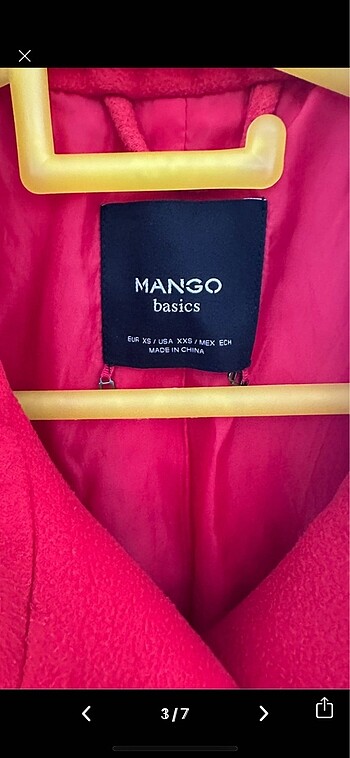 MANGO
basics
EUR XS / USA XXS / MEX ECH
MADE IN CHINA
3/7